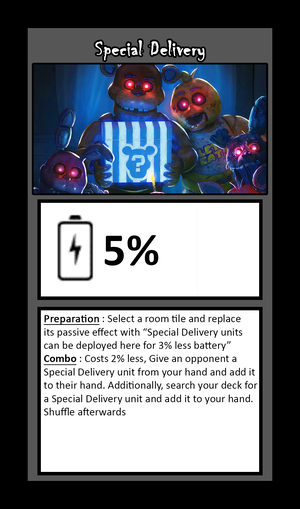 Special Delivery
?
5%
Preparation : Select a room tile and replace
its passive effect with “Special Delivery units
can be deployed here for 3% less battery”
Combo : Costs 2% less, Give an opponent a
Special Delivery unit from your hand and add it
to their hand. Additionally, search your deck for
a Special Delivery unit and add it to your hand.
Shuffle afterwards